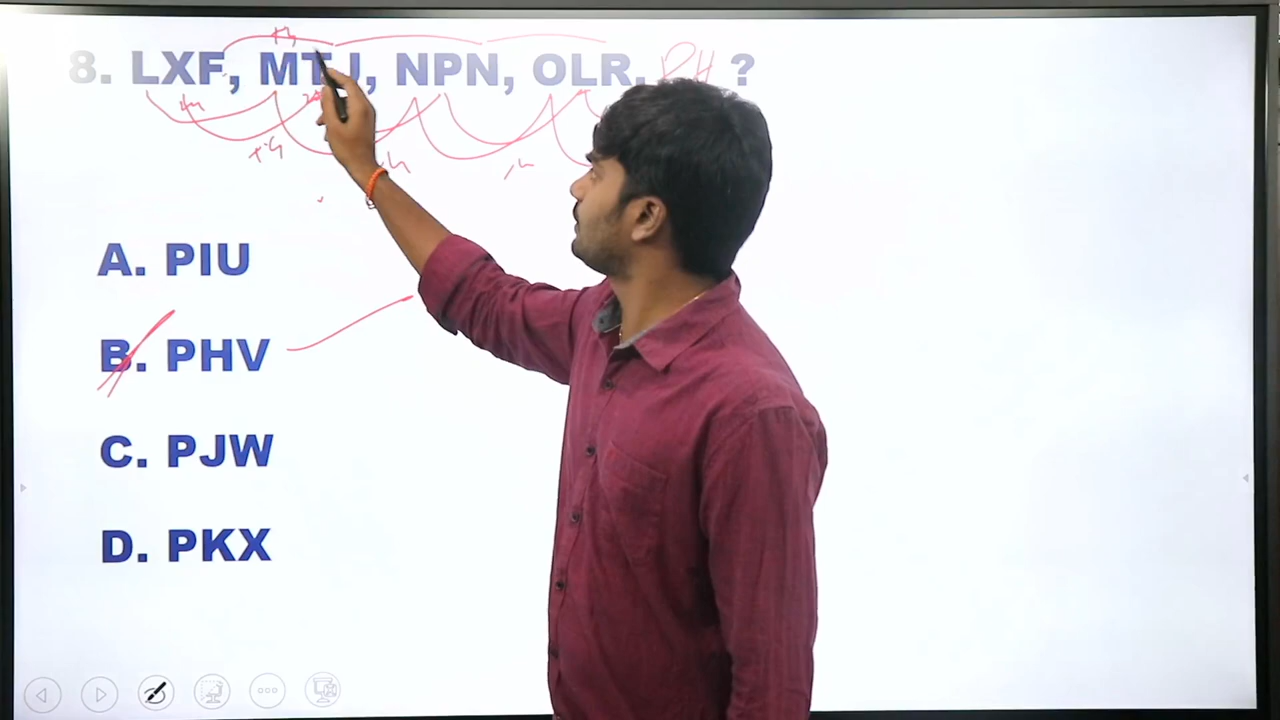 8. LXF, MTJ, NPN, OLR, PH ?
A. PIU
B. PHV
C. PJW
D. PKX